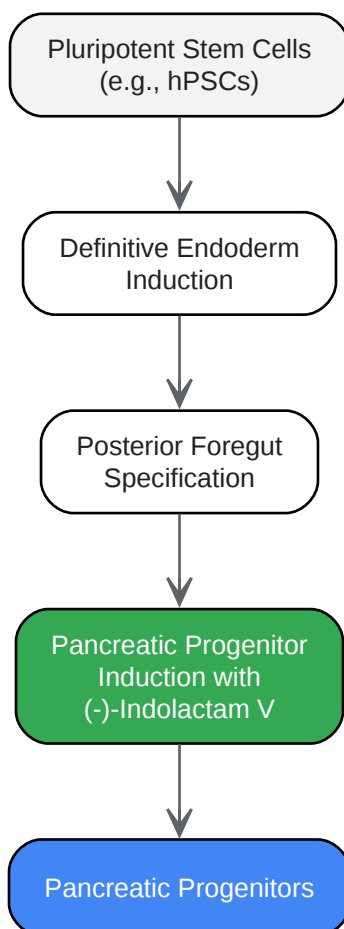 Pluripotent Stem Cells
(e.g., hPSCs)
Definitive Endoderm
Induction
Posterior Foregut
Specification
Pancreatic Progenitor
Induction with
(-)-Indolactam V
Pancreatic Progenitors